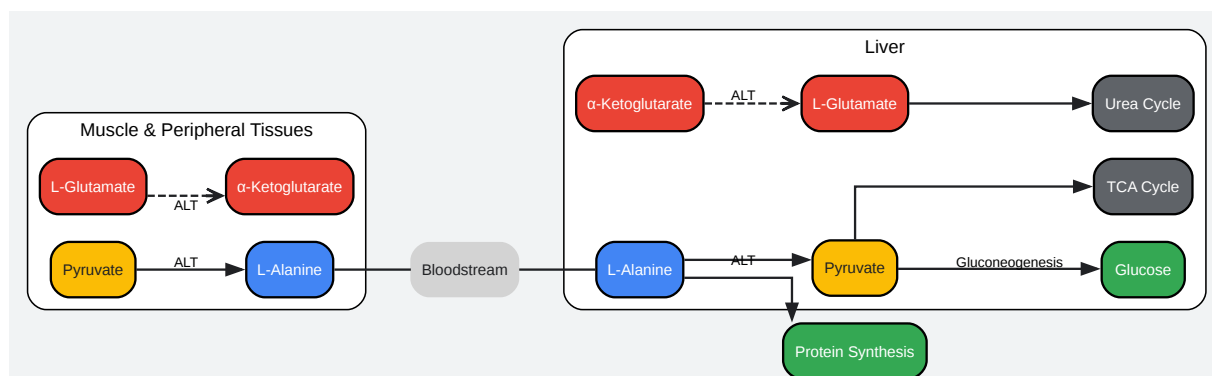 Liver
α-Ketoglutarate
ALT
L-Glutamate
Urea Cycle
Muscle & Peripheral Tissues
L-Glutamate
ALT
α-Ketoglutarate
TCA Cycle
Pyruvate
ALT
L-Alanine
Bloodstream
L-Alanine
ALT
Pyruvate
Gluconeogenesis
Glucose
Protein Synthesis